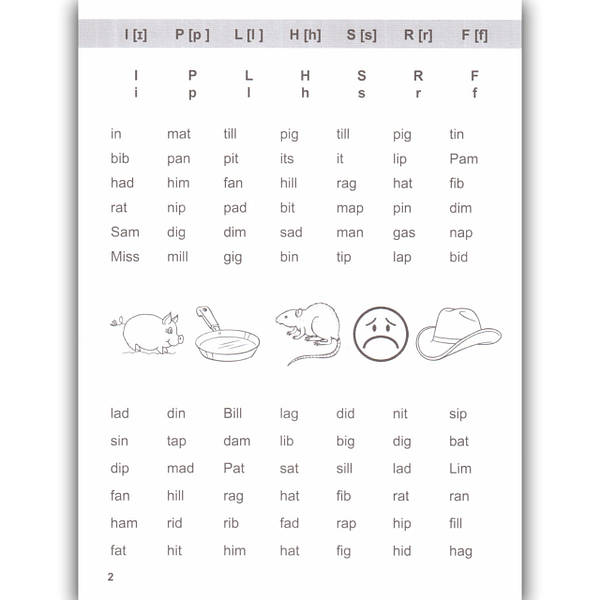 I [ɪ] P [p ] L [l ] H [h] S [s] R [r] F [f]
I P L H S R F
i p l h s r f
in mat till pig till pig tin
bib pan pit its it lip Pam
had him fan hill rag hat fib
rat nip pad bit map pin dim
Sam dig dim sad man gas nap
Miss mill gig bin tip lap bid
lad din Bill lag did nit sip
sin tap dam lib big dig bat
dip mad Pat sat sill lad Lim
fan hill rag hat fib rat ran
ham rid rib fad rap hip fill
fat hit him hat fig hid hag
2